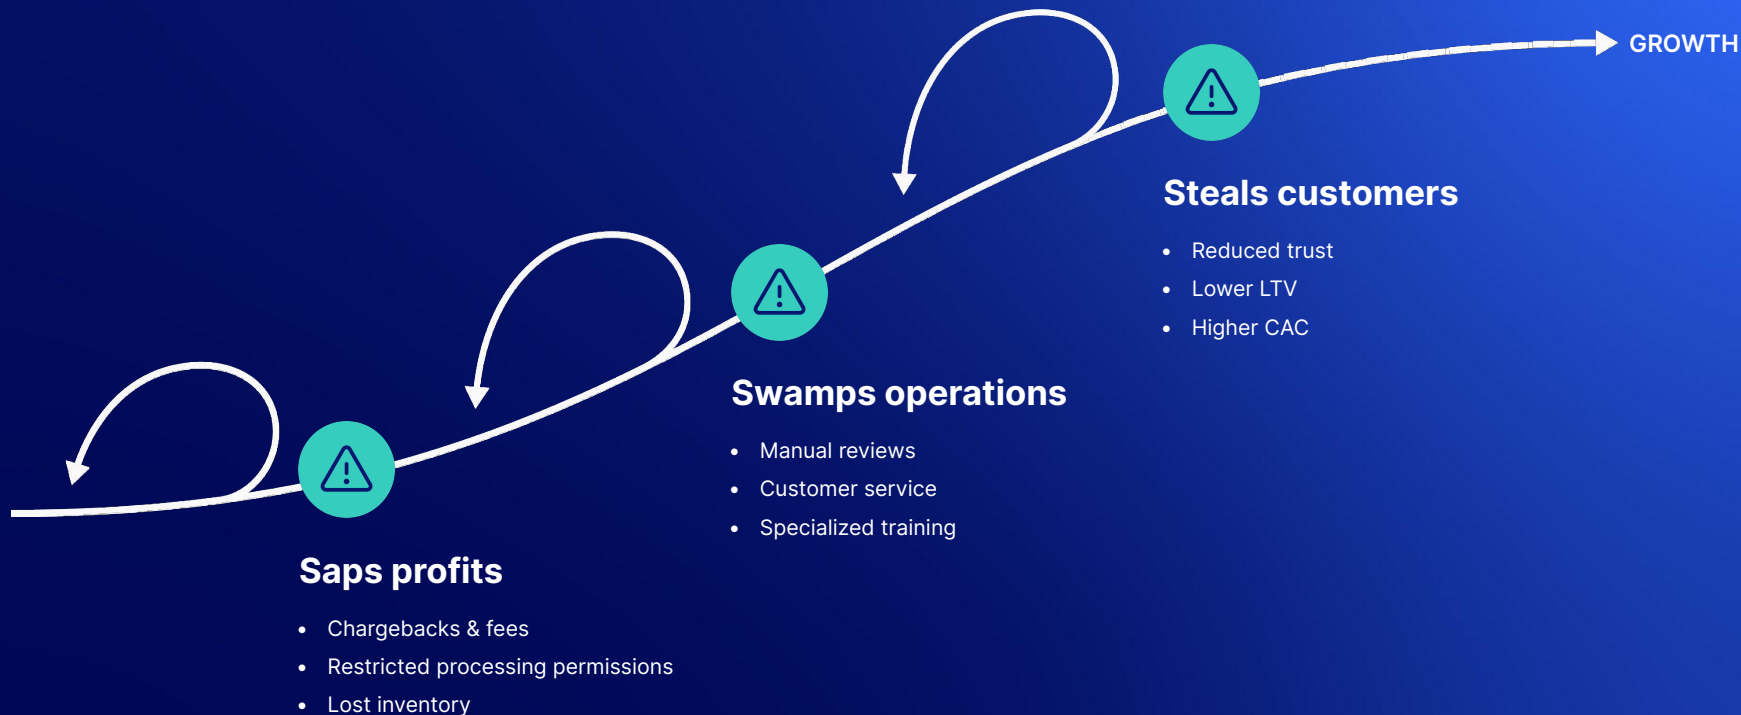 GROWTH
Steals customers
• Reduced trust
• Lower LTV
• Higher CAC
Swamps operations
• Manual reviews
• Customer service
• Specialized training
Saps profits
• Chargebacks & fees
• Restricted processing permissions
• Lost inventory